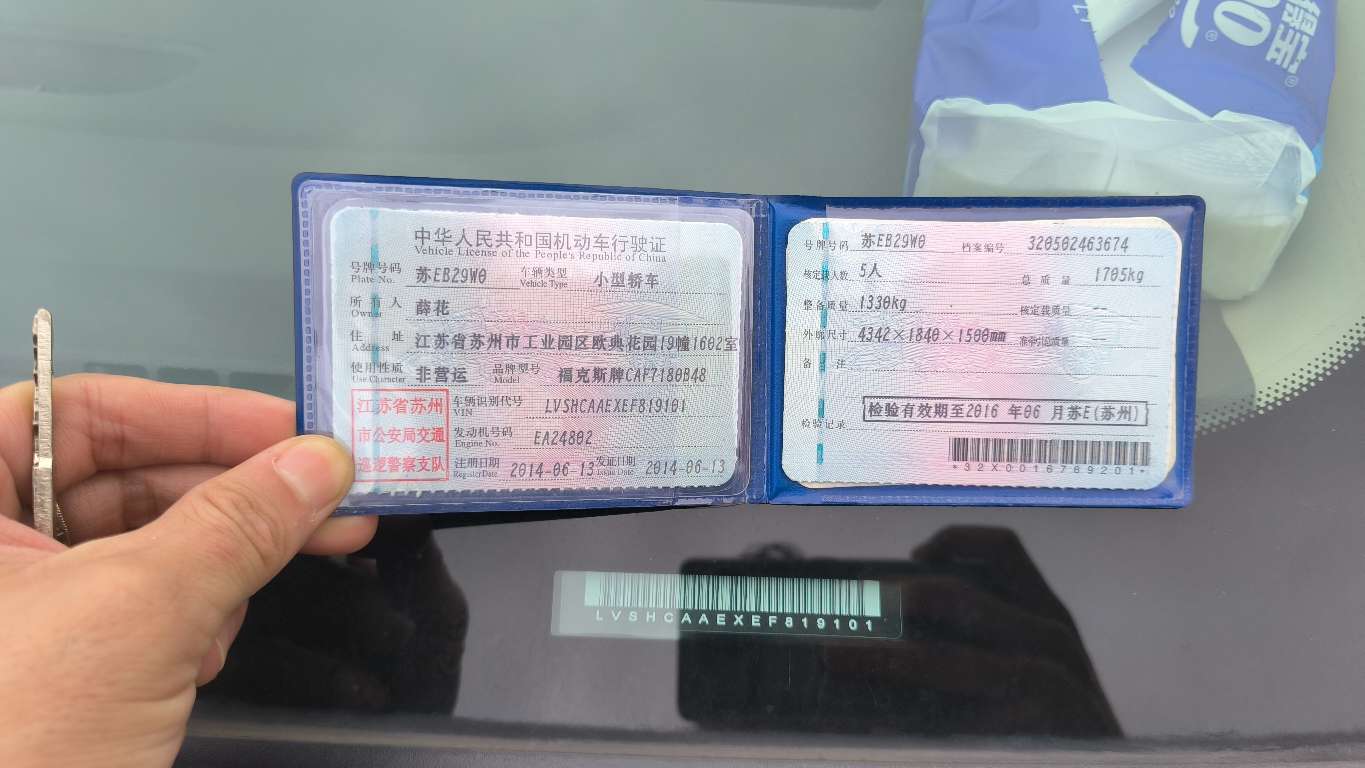 中华人民共和国机动车行驶证
Vehicle License of the People's Republic of China
号牌号码 苏EB29W0 车辆类型 小型轿车
Plate No. Vehicle Type
所有人 薛花
Owner
住址 江苏省苏州市工业园区欧典花园19幢1602室
Address
使用性质 非营运 品牌型号 福克斯牌CAF7180B48
Use Character Model
江苏省苏州
市公安局交通
巡逻警察支队
车辆识别代号 LVSHCAAEXEF819101
VIN
发动机号码 EA24802
Engine No.
注册日期 2014-06-13 发证日期 2014-06-13
Register Date Issue Date
号牌号码 苏EB29W0 档案编号 320502463674
核定载人数 5人 总质量 1705kg
整备质量 1330kg 核定载质量 --
外廓尺寸 4342×1840×1500mm 准牵引总质量 --
备注
检验记录 检验有效期至2016 年06 月苏E(苏州)
*32X0016769201*
LVSHCAAEXEF819101